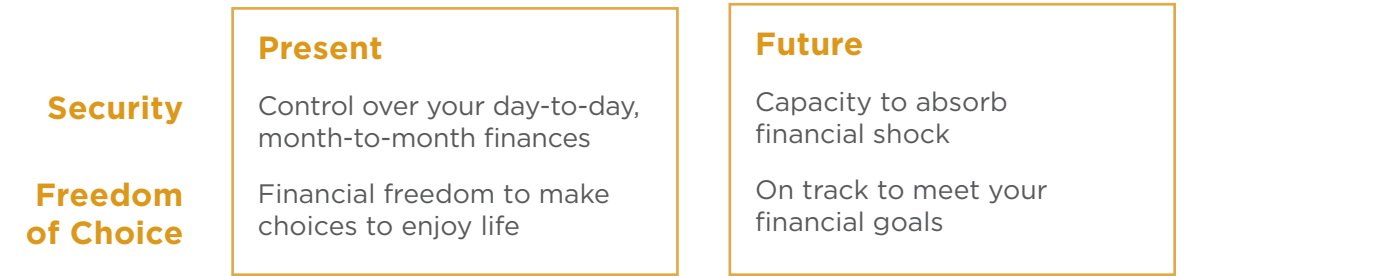 Present
Future
Security
Control over your day-to-day,
month-to-month finances
Capacity to absorb
financial shock
Freedom
of Choice
Financial freedom to make
choices to enjoy life
On track to meet your
financial goals